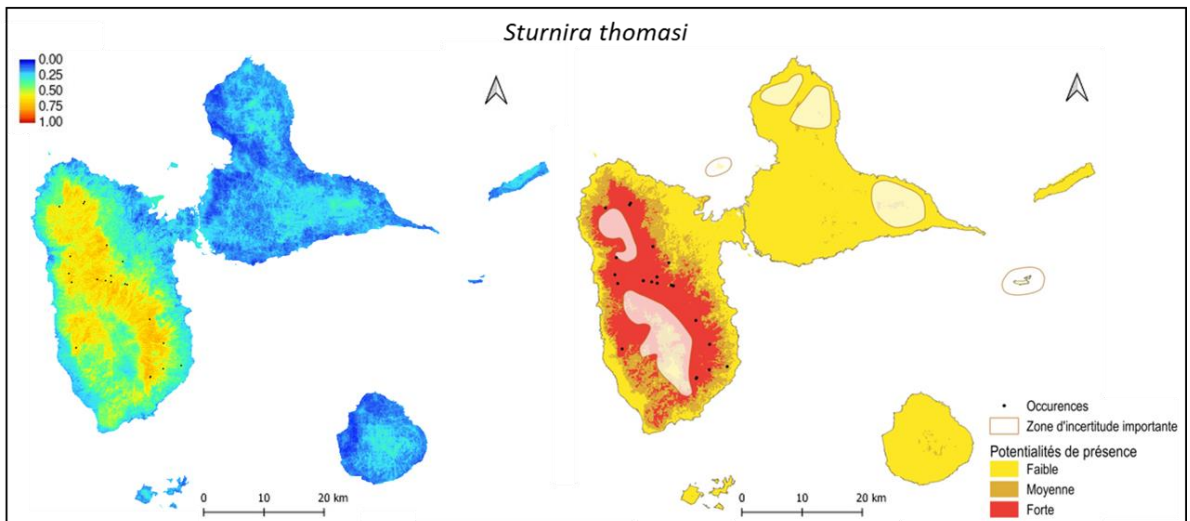 Sturnira thomasi
0.00
0.25
0.50
0.75
1.00
0 10 20 km
Occurences
Zone d'incertitude importante
Potentialités de présence
Faible
Moyenne
Forte
0 10 20 km